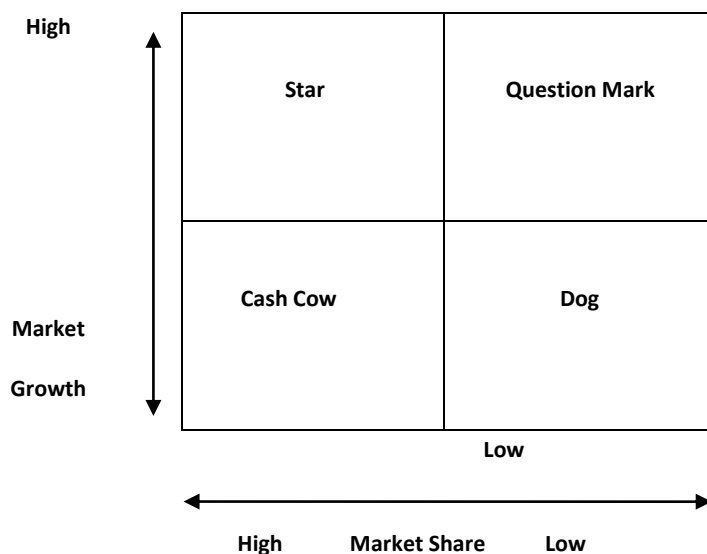 High
Star Question Mark
Cash Cow Dog
Market
Growth
Low
High Market Share Low